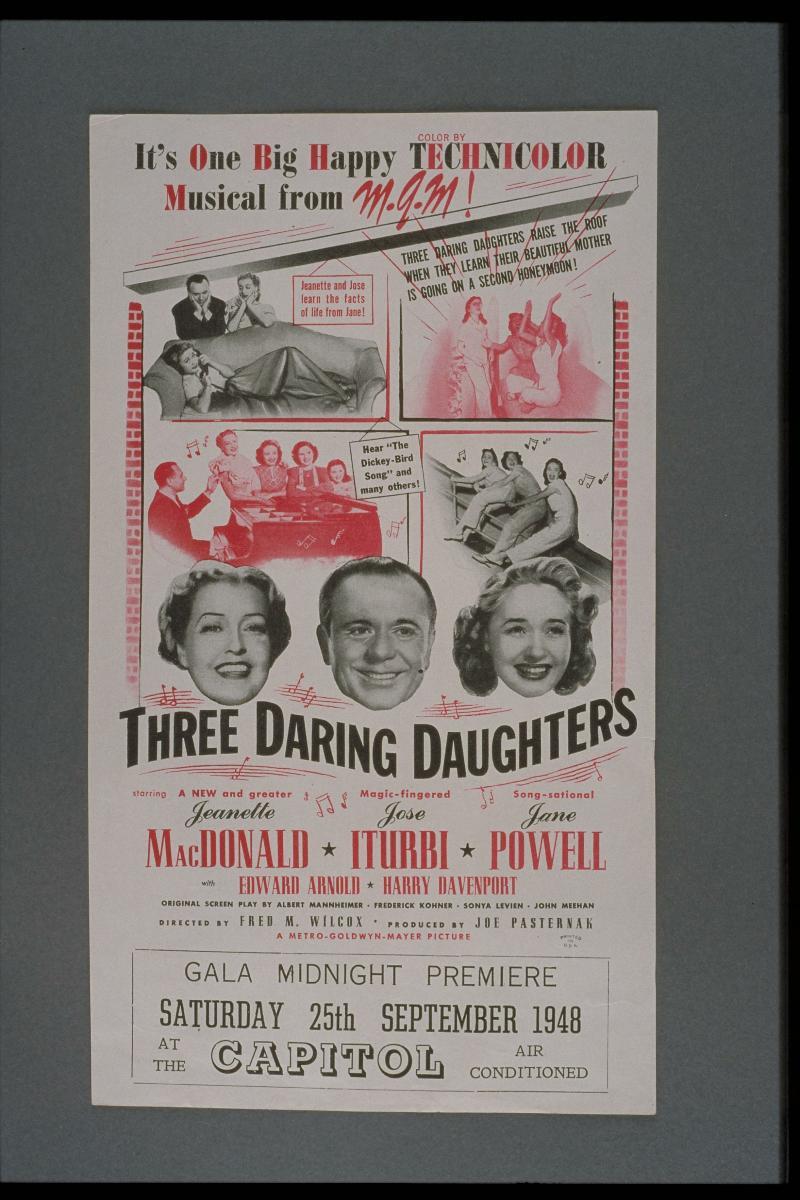 COLOR BY
It's One Big Happy TECHNICOLOR
Musical from M.G.M!
THREE DARING DAUGHTERS RAISE THE ROOF
WHEN THEY LEARN THEIR BEAUTIFUL MOTHER
IS GOING ON A SECOND HONEYMOON!
Jeanette and Jose
learn the facts
of life from Jane!
Hear "The
Dickey-Bird
Song" and
many others!
THREE DARING DAUGHTERS
starring A NEW and greater Magic-fingered Song-sational
Jeanette Jose Jane
MACDONALD ★ ITURBI ★ POWELL
with EDWARD ARNOLD ★ HARRY DAVENPORT
ORIGINAL SCREEN PLAY BY ALBERT MANNHEIMER · FREDERICK KOHNER · SONYA LEVIEN · JOHN MEEHAN
DIRECTED BY FRED M. WILCOX · PRODUCED BY JOE PASTERNAK
A METRO-GOLDWYN-MAYER PICTURE
PRINTED
IN
U.S.A.
GALA MIDNIGHT PREMIERE
SATURDAY 25th SEPTEMBER 1948
AT THE CAPITOL AIR CONDITIONED